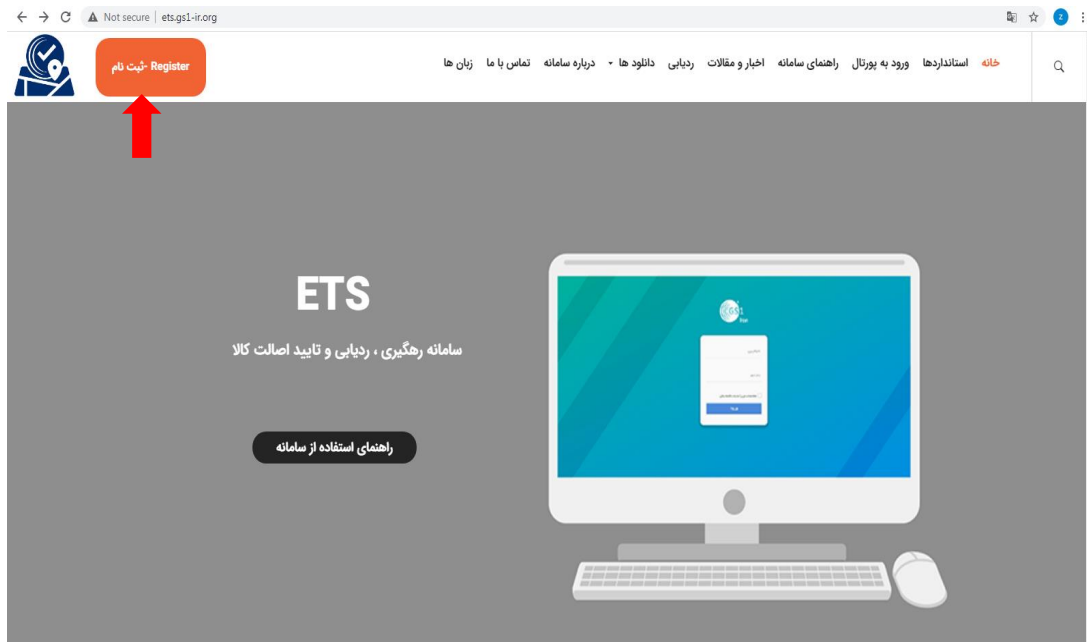 Not secure | ets.gs1-ir.org
z
Register -ثبت نام
خانه استانداردها ورود به پورتال راهنمای سامانه اخبار و مقالات ردیابی دانلود ها درباره سامانه تماس با ما زبان ها
ETS
سامانه رهگیری ، ردیابی و تایید اصالت کالا
راهنمای استفاده از سامانه
GS1